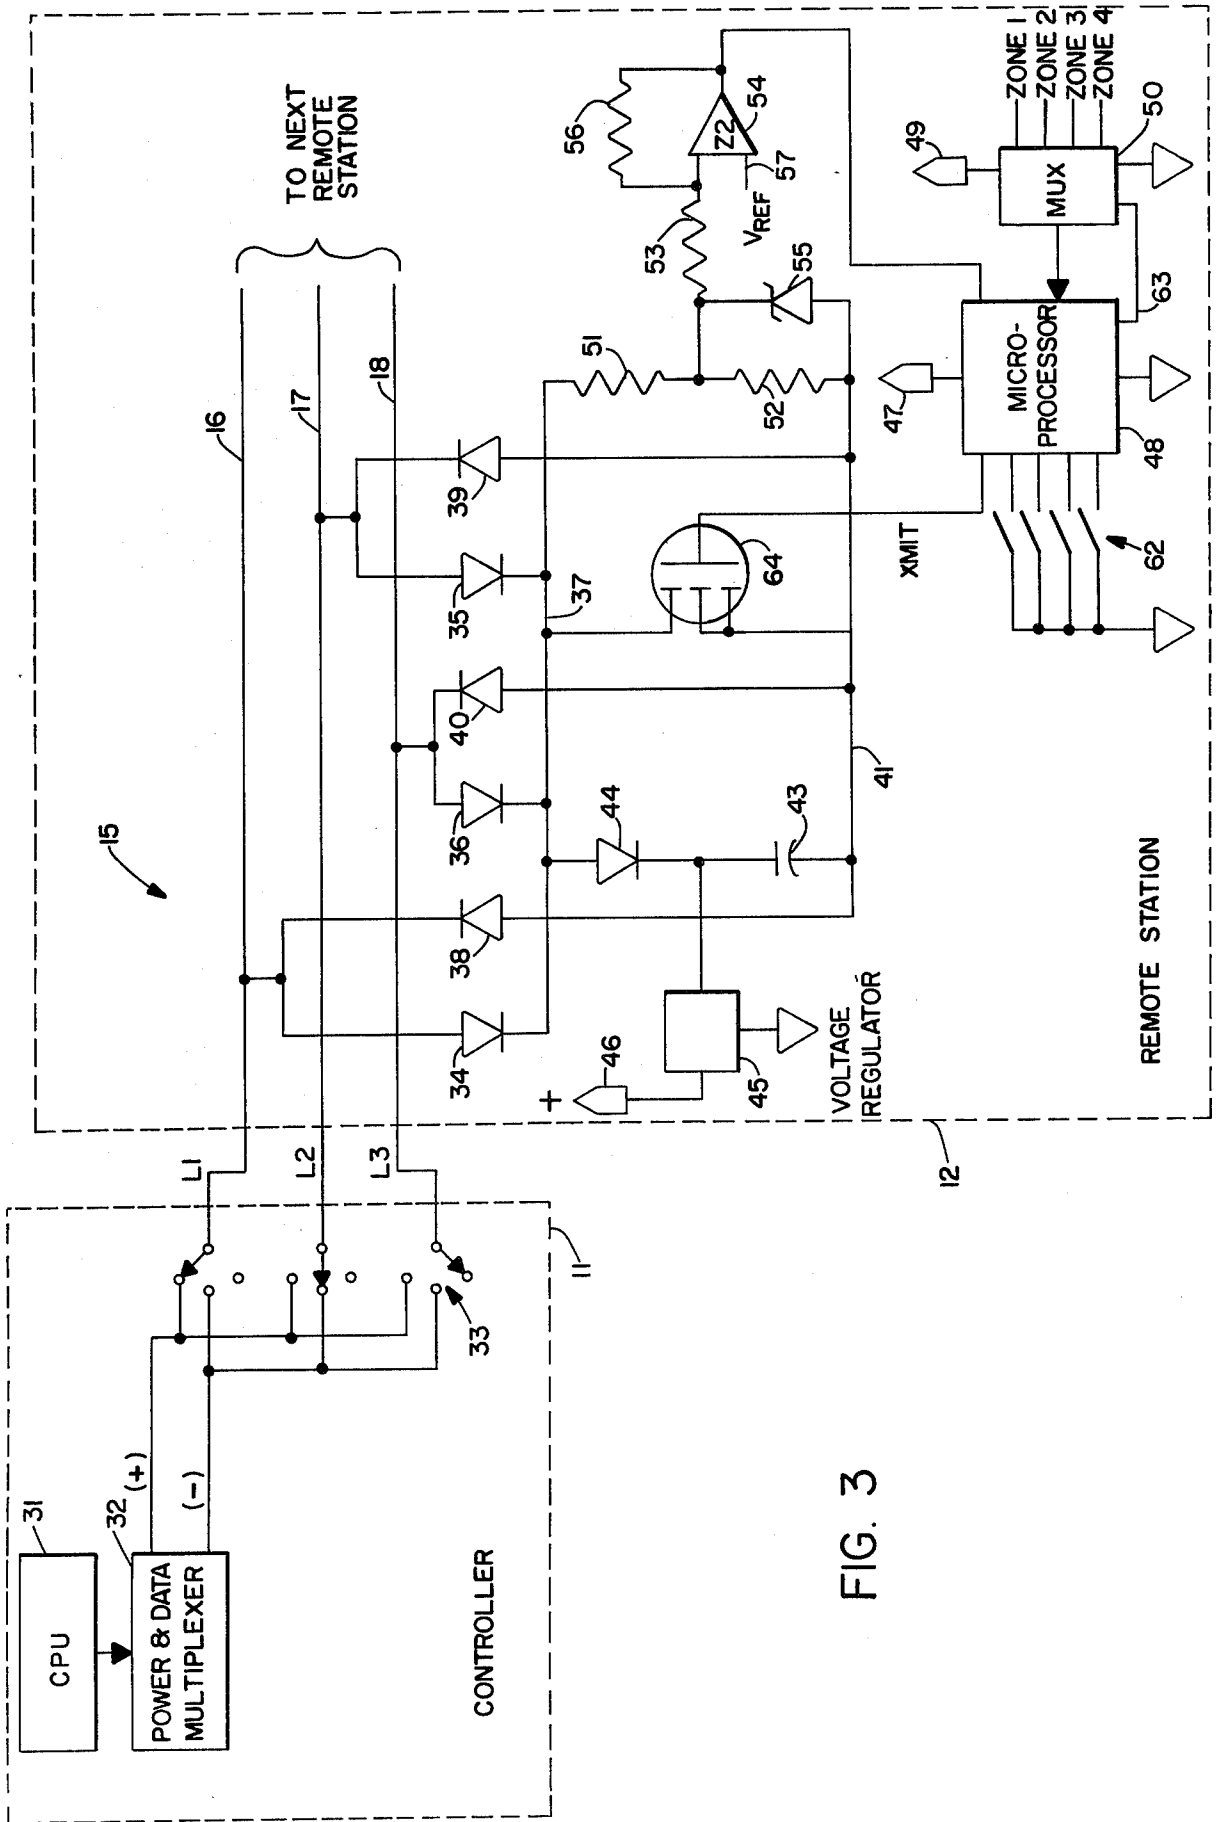 CPU
31
POWER & DATA
MULTIPLEXER
32
(+)
(-)
CONTROLLER
33
11
L1
L2
L3
15
16
17
18
TO NEXT
REMOTE
STATION
34
38
36
40
35
39
37
41
44
43
+
46
45
VOLTAGE
REGULATOR
64
XMIT
51
52
53
55
56
Z2
54
57
VREF
47
MICRO-
PROCESSOR
48
62
63
49
MUX
50
ZONE 1
ZONE 2
ZONE 3
ZONE 4
REMOTE STATION
12
FIG. 3